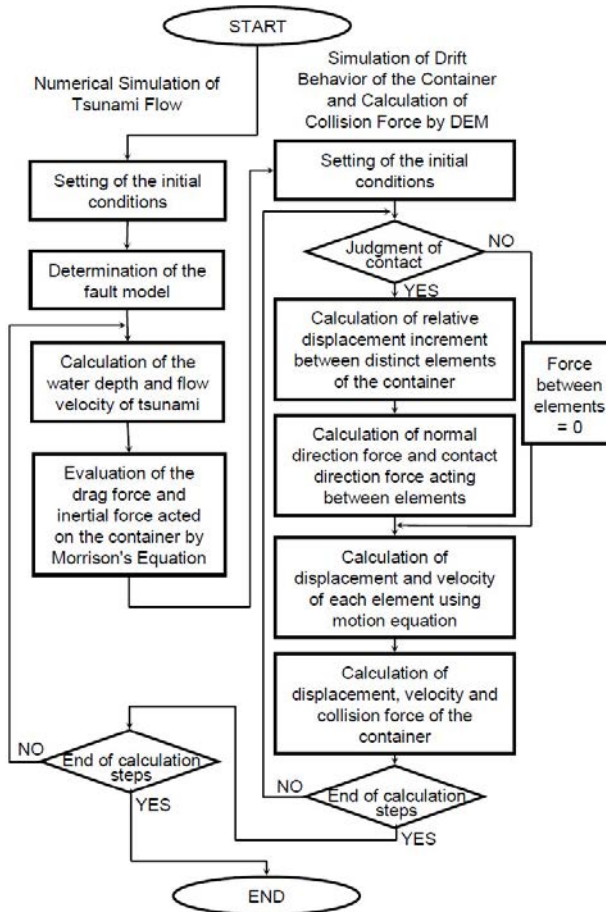 START
Numerical Simulation of
Tsunami Flow
Setting of the initial
conditions
Determination of the
fault model
Calculation of the
water depth and flow
velocity of tsunami
Evaluation of the
drag force and
inertial force acted
on the container by
Morrison's Equation
NO
End of calculation
steps
YES
END
Simulation of Drift
Behavior of the Container
and Calculation of
Collision Force by DEM
Setting of the initial
conditions
Judgment of
contact
NO
YES
Calculation of relative
displacement increment
between distinct elements
of the container
Force
between
elements
= 0
Calculation of normal
direction force and contact
direction force acting
between elements
Calculation of
displacement and velocity
of each element using
motion equation
Calculation of
displacement, velocity and
collision force of the
container
NO
End of calculation
steps
YES